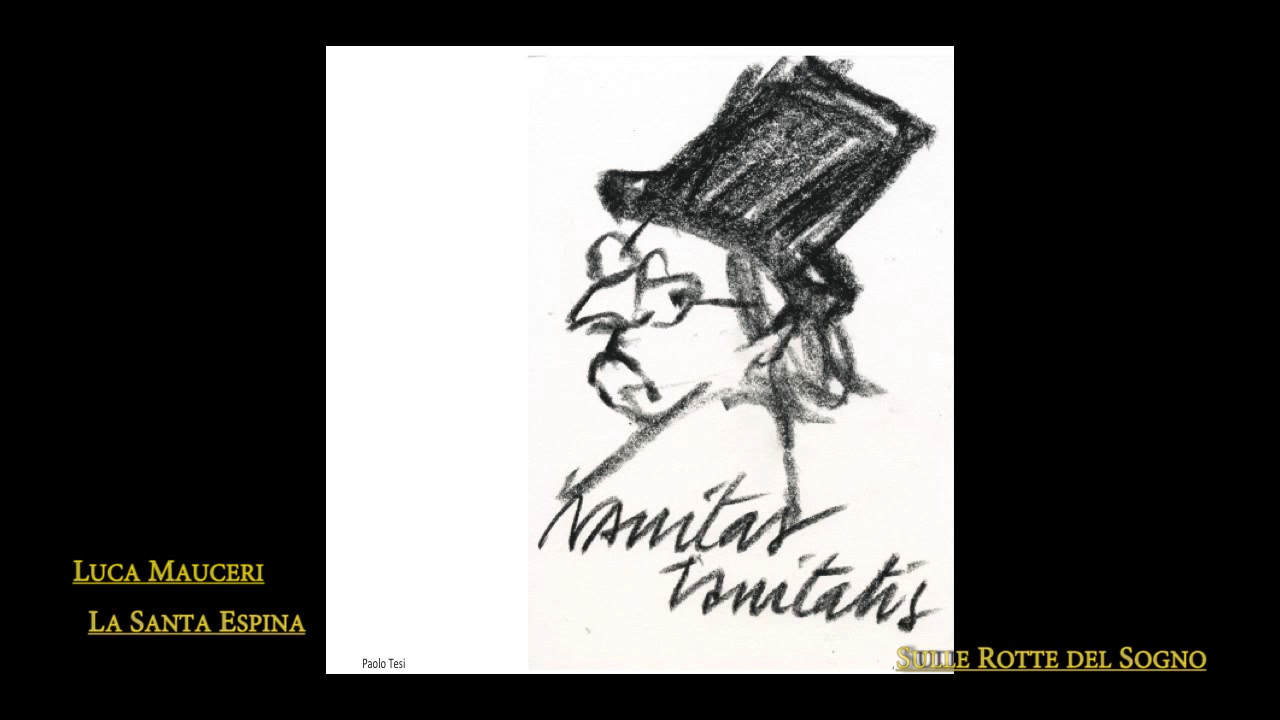 Vanitas
Vanitatis
Luca Mauceri
La Santa Espina
Paolo Tesi
Sulle Rotte del Sogno